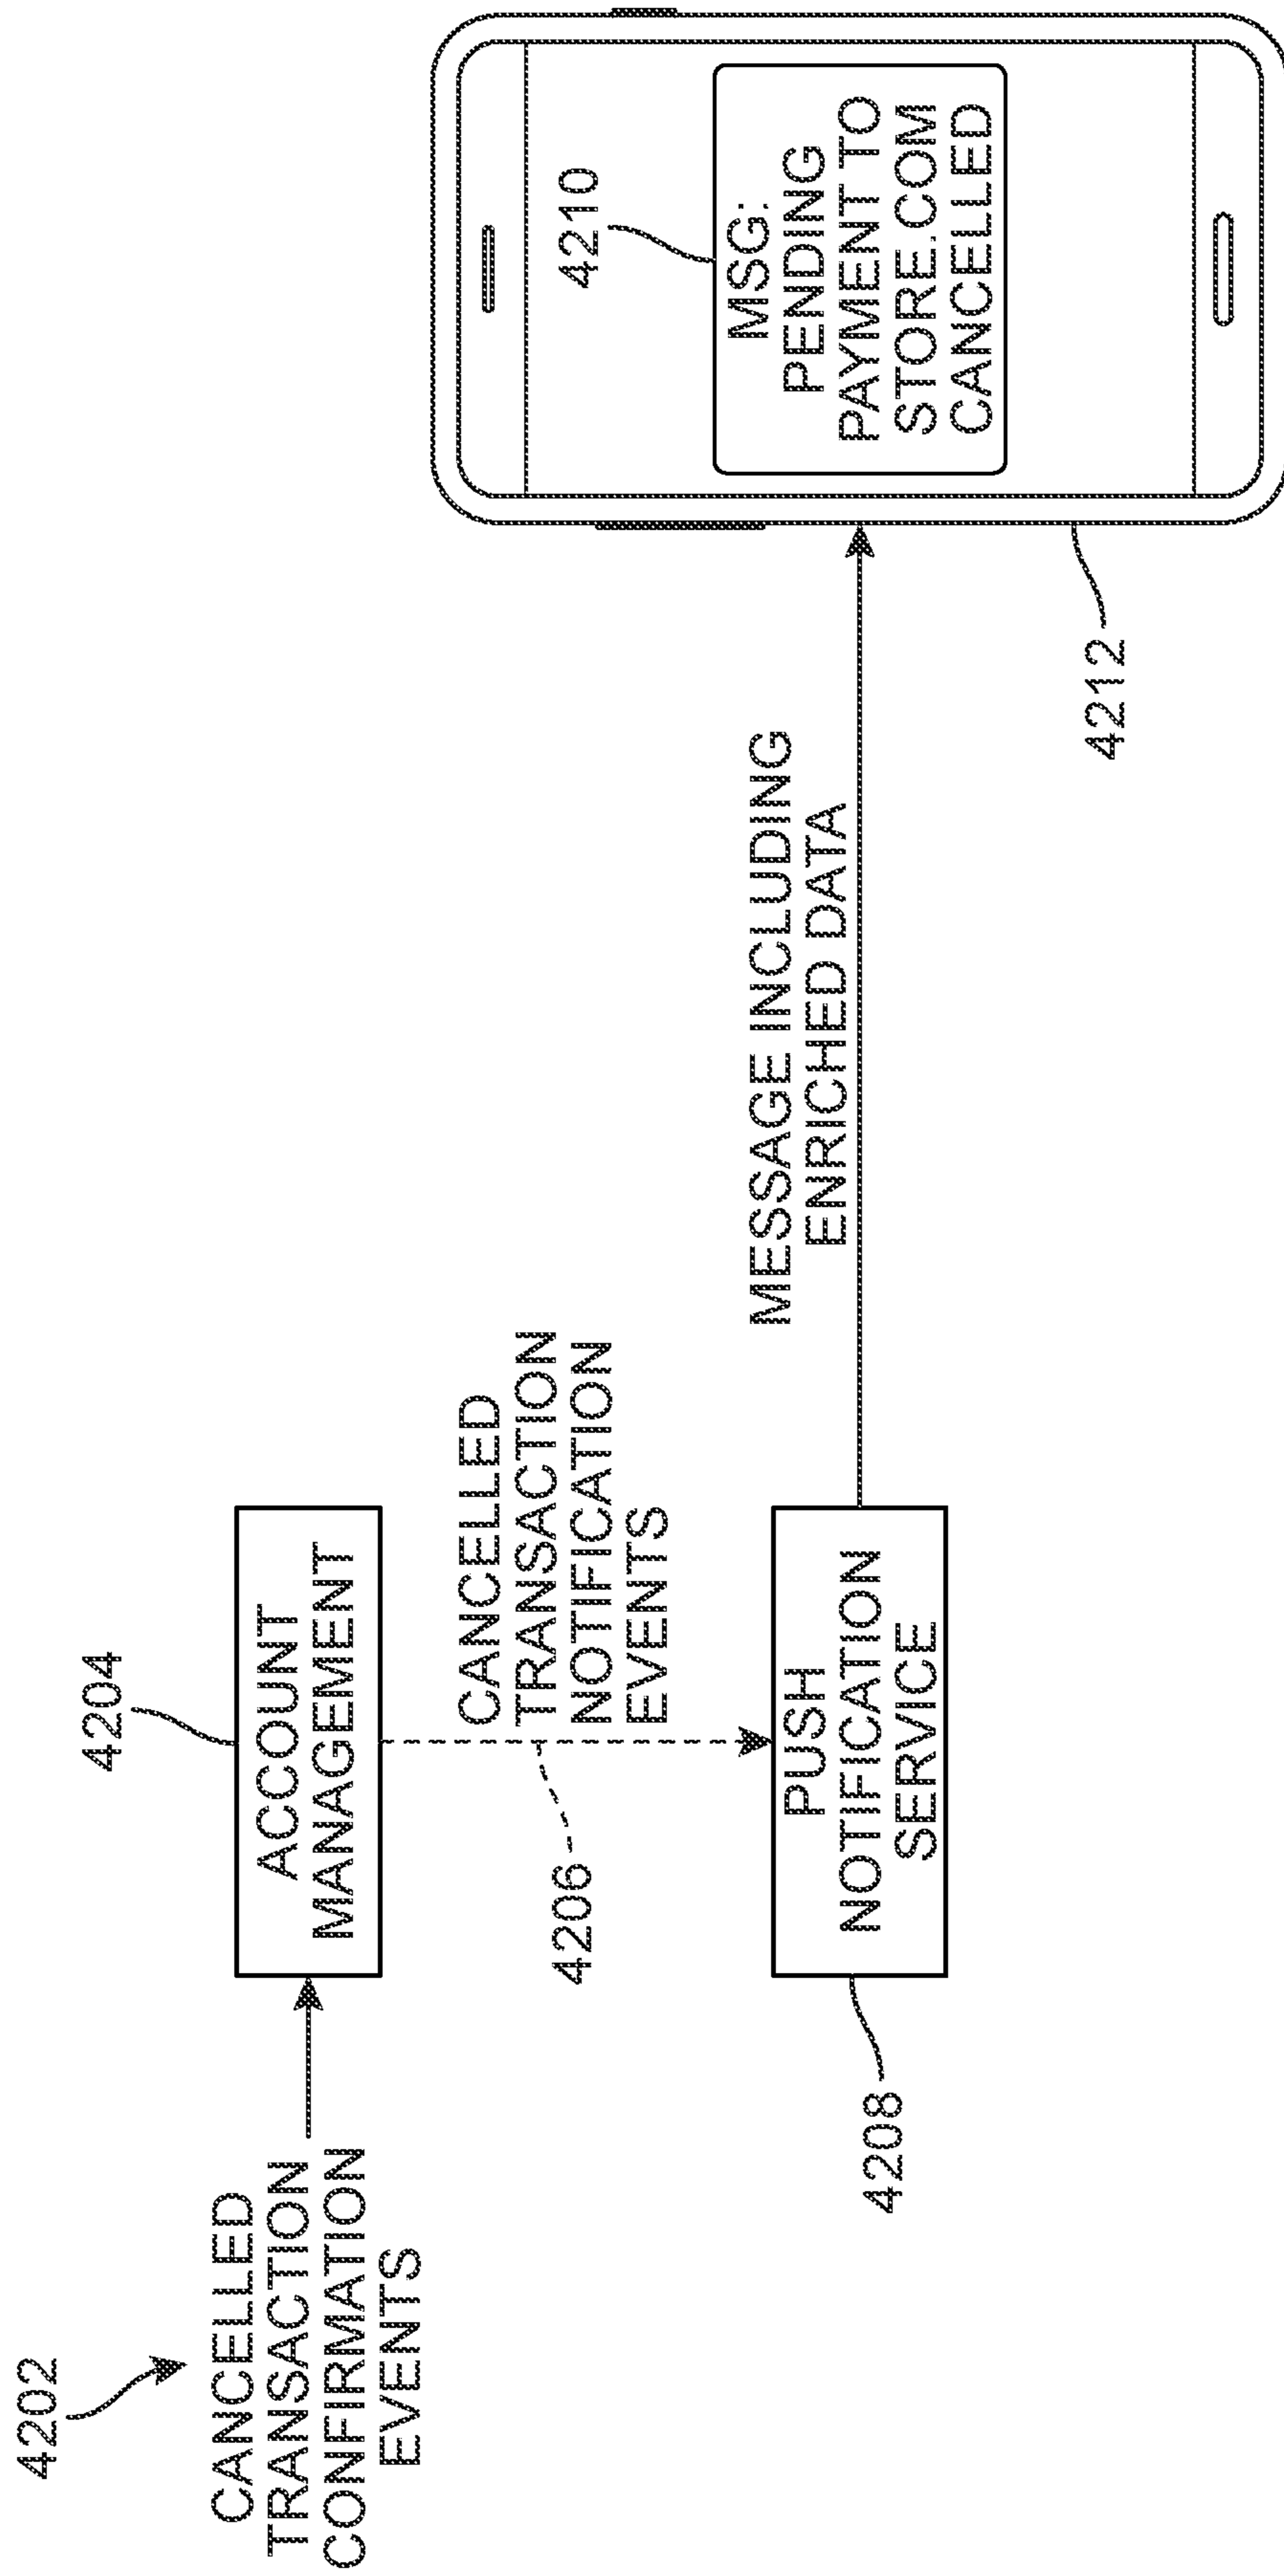 4202
CANCELLED
TRANSACTION
CONFIRMATION
EVENTS
4204
ACCOUNT
MANAGEMENT
CANCELLED
TRANSACTION
NOTIFICATION
EVENTS
4206
4208
PUSH
NOTIFICATION
SERVICE
MESSAGE INCLUDING
ENRICHED DATA
4210
MSG:
PENDING
PAYMENT TO
STORE.COM
CANCELLED
4212